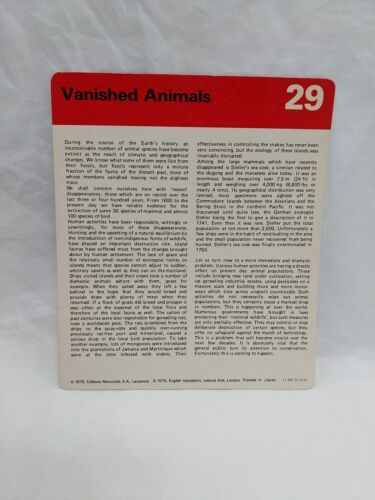 Vanished Animals
29
During the course of the Earth's history an
inconceivable number of animal species have become
extinct as the result of climatic and geographical
changes. We know what some of them were like from
their fossils, but fossils represent only a minute
fraction of the fauna of the distant past, most of
whose members vanished leaving not the slightest
trace.
We shall concern ourselves here with 'recent'
disappearances, those which are on record over the
last three or four hundred years. From 1600 to the
present day we have reliable evidence for the
extinction of some 30 species of mammal and almost
100 species of bird.
Human activities have been responsible, wittingly or
unwittingly, for most of these disappearances.
Hunting and the upsetting of a natural equilibrium by
the introduction of non-indigenous forms of wildlife,
have played an important destructive role. Island
faunas have suffered most from the changes brought
about by human settlement. The lack of space and
the relatively small number of ecological niches on
islands means that species cannot adjust to sudden,
arbitrary upsets as well as they can on the mainland.
Ships visited islands and their crews took a number of
domestic animals ashore with them, goats for
example. When they sailed away they left a few
behind in the hope that they would breed and
provide them with plenty of meat when they
returned. If a flock of goats did breed and prosper it
was often at the expense of the local flora and
therefore of the local fauna as well. The sailors of
past centuries were also responsible for spreading rats,
now a worldwide pest. The rats scrambled from the
ships to the quay-side and quickly over-running
previously rat-free port and hinterland, caused a
serious drop in the local bird population. To take
another example, lots of mongooses were introduced
into the plantations of Jamaica and Martinique which
were at the time infested with snakes. Their
effectiveness in controlling the snakes has never been
very convincing, but the ecology of these islands was
invariably disrupted.
Among the large mammals which have recently
disappeared is Steller's sea cow, a sirenian related to
the dugong and the manatee alive today. It was an
enormous beast measuring over 7.5 m (24 ft) in
length and weighing over 4,000 kg (8,800 lb. or
nearly 4 tons). Its geographical distribution was very
limited, most specimens were sighted off the
Commodore Islands between the Aleutians and the
Bering Strait in the northern Pacific. It was not
discovered until quite late, the German zoologist
Steller being the first to give a description of it in
1741. Even then it was rare, Steller put the total
population at not more than 2,000. Unfortunately a
few ships were in the habit of revictualling in the area
and the small population never recovered from being
hunted. Steller's sea cow was finally exterminated in
1763.
Let us turn now to a more immediate and dramatic
problem. Various human activities are having a drastic
effect on present day animal populations. These
include bringing new land under cultivation, setting
up sprawling industrial estates, using pesticides on a
massive scale and building more and more motor-
ways which slice across unspoilt countryside. Such
activities do not necessarily wipe out animal
populations, but they certainly cause a marked drop
in numbers. This is happening all over the world.
Numerous governments have brought in laws
announcing their 'national wildlife', but such measures
are only partially effective. They may control or stop
deliberate destruction of certain species, but they
offer no safeguard against the march of technology.
This is a problem that will become crucial over the
next few decades. It is absolutely vital that the
general public turn its attention to conservation.
Fortunately this is starting to happen.
© 1975, Editions Rencontre S.A., Lausanne © 1975, English translation, Leisure Arts, London Printed in Japan